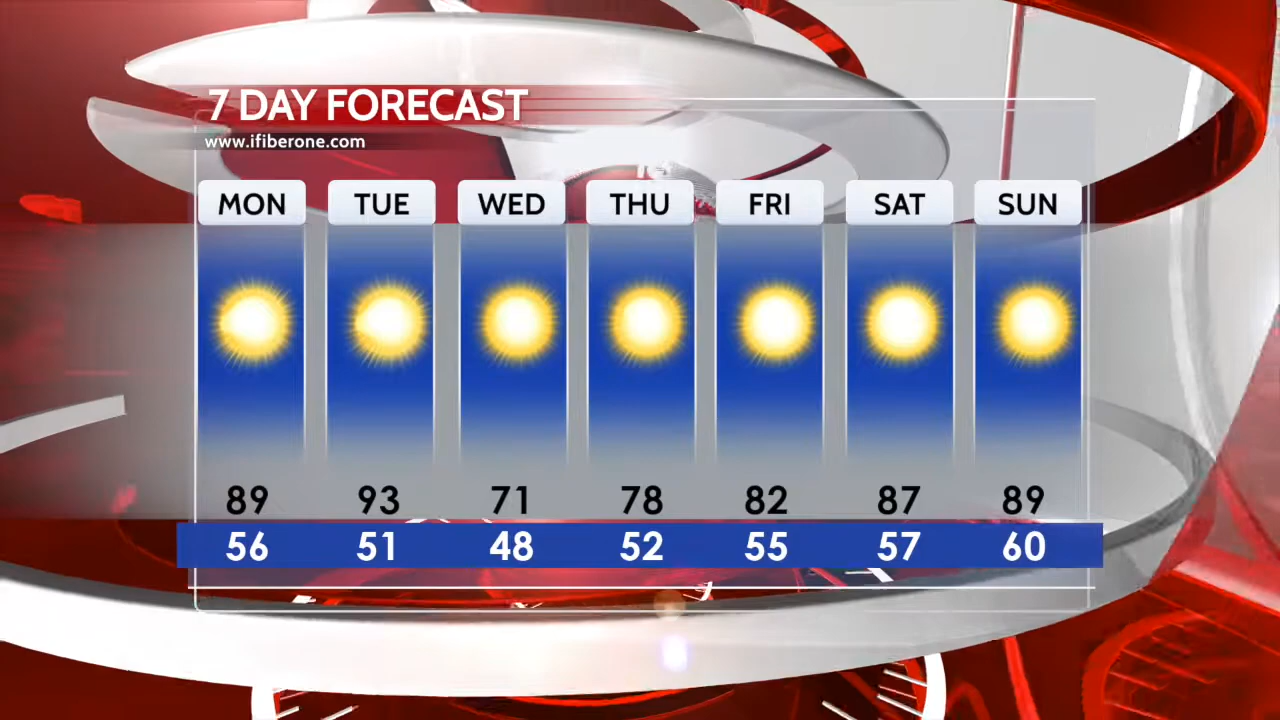 7 DAY FORECAST
www.ifiberone.com
MON TUE WED THU FRI SAT SUN
89 93 71 78 82 87 89
56 51 48 52 55 57 60